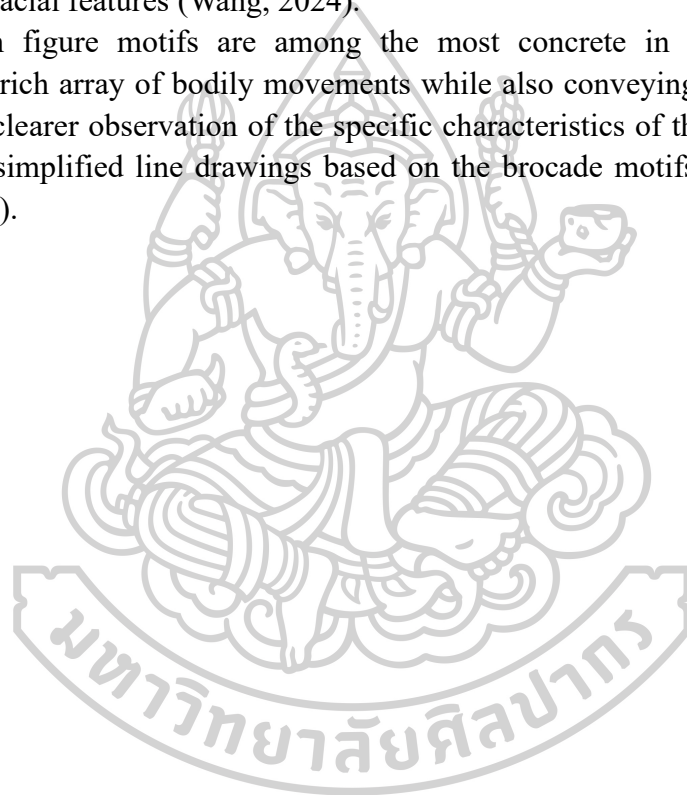 acial features (Wang, 2024).
figure motifs are among the most concrete in
rich array of bodily movements while also conveying
clearer observation of the specific characteristics of th
simplified line drawings based on the brocade motifs
).
มหาวิทยาลัยศิลปากร